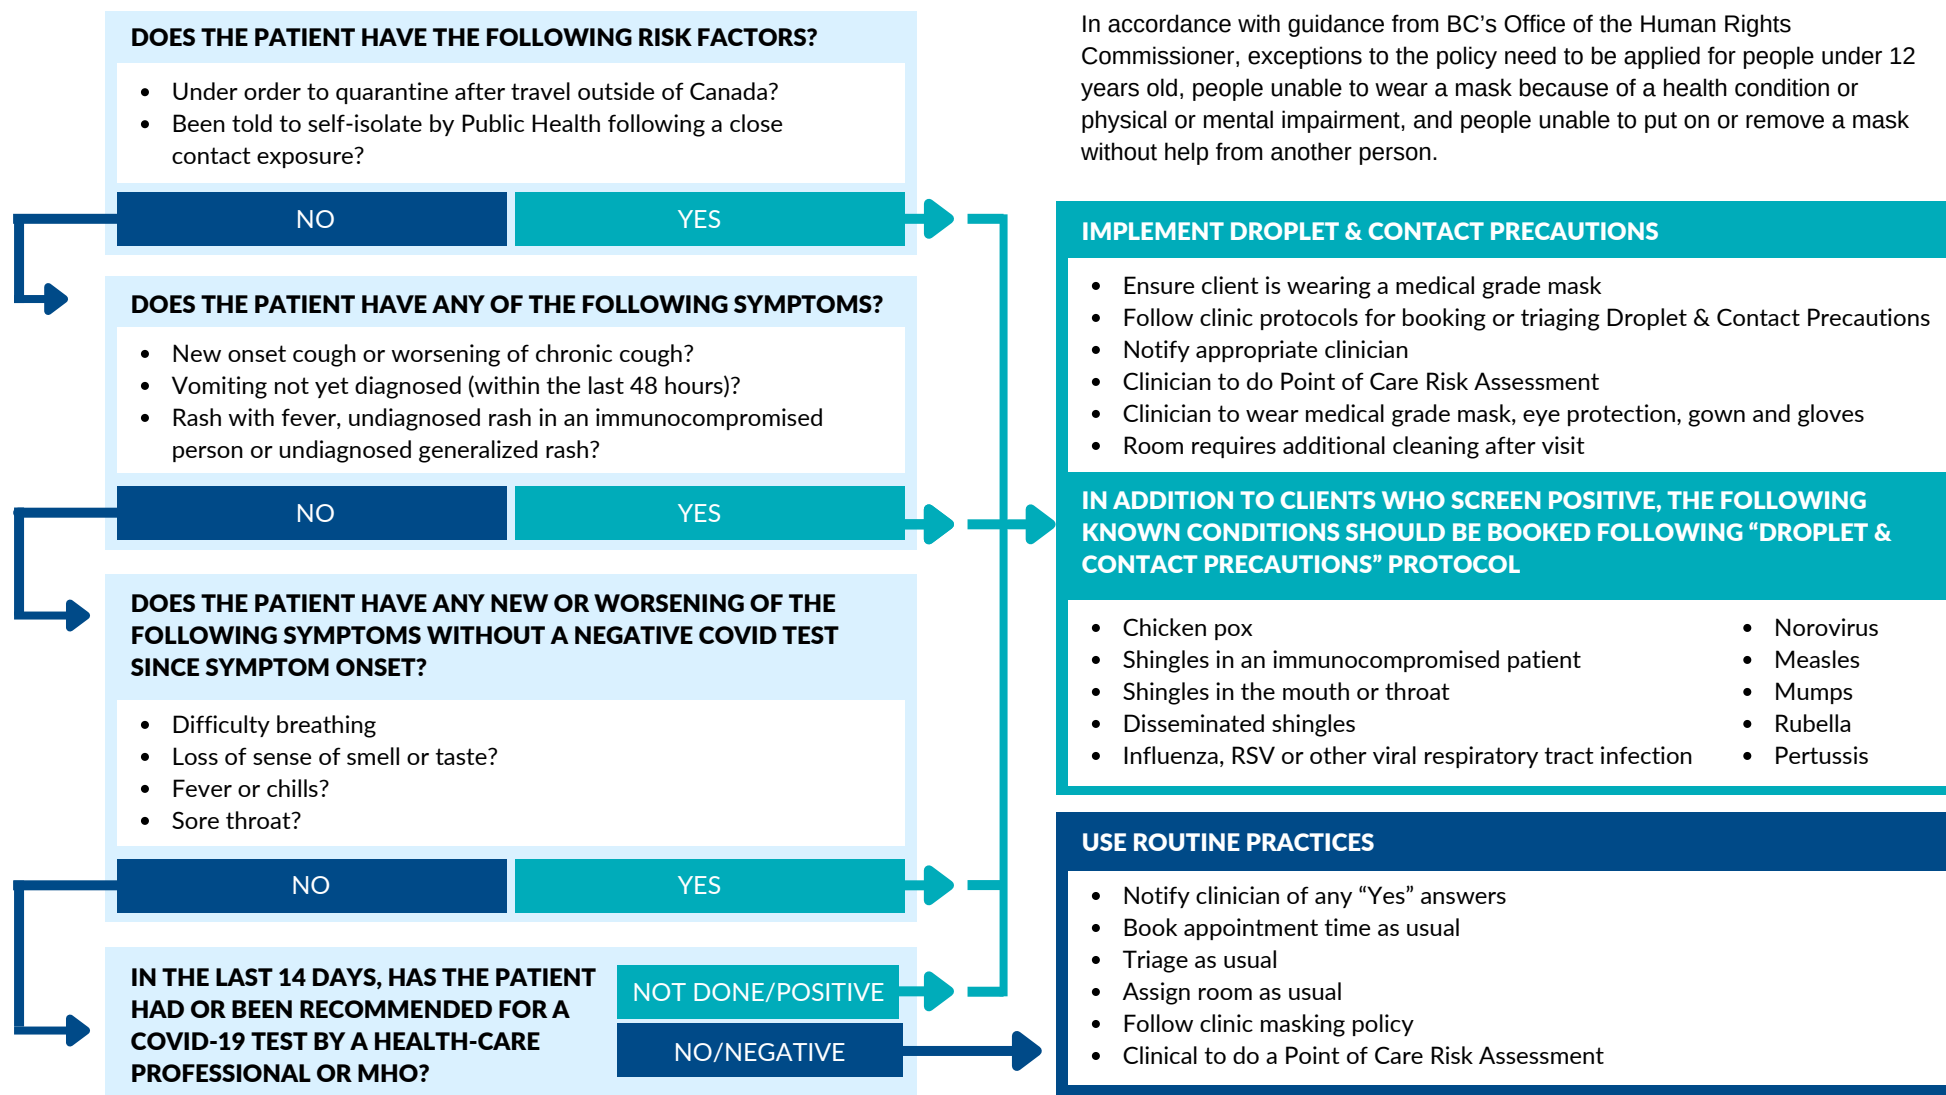 DOES THE PATIENT HAVE THE FOLLOWING RISK FACTORS?
• Under order to quarantine after travel outside of Canada?
• Been told to self-isolate by Public Health following a close
contact exposure?
NO
YES
DOES THE PATIENT HAVE ANY OF THE FOLLOWING SYMPTOMS?
• New onset cough or worsening of chronic cough?
• Vomiting not yet diagnosed (within the last 48 hours)?
• Rash with fever, undiagnosed rash in an immunocompromised
person or undiagnosed generalized rash?
NO
YES
DOES THE PATIENT HAVE ANY NEW OR WORSENING OF THE
FOLLOWING SYMPTOMS WITHOUT A NEGATIVE COVID TEST
SINCE SYMPTOM ONSET?
• Difficulty breathing
• Loss of sense of smell or taste?
• Fever or chills?
• Sore throat?
NO
YES
IN THE LAST 14 DAYS, HAS THE PATIENT
HAD OR BEEN RECOMMENDED FOR A
COVID-19 TEST BY A HEALTH-CARE
PROFESSIONAL OR MHO?
NOT DONE/POSITIVE
NO/NEGATIVE
In accordance with guidance from BC’s Office of the Human Rights
Commissioner, exceptions to the policy need to be applied for people under 12
years old, people unable to wear a mask because of a health condition or
physical or mental impairment, and people unable to put on or remove a mask
without help from another person.
IMPLEMENT DROPLET & CONTACT PRECAUTIONS
• Ensure client is wearing a medical grade mask
• Follow clinic protocols for booking or triaging Droplet & Contact Precautions
• Notify appropriate clinician
• Clinician to do Point of Care Risk Assessment
• Clinician to wear medical grade mask, eye protection, gown and gloves
• Room requires additional cleaning after visit
IN ADDITION TO CLIENTS WHO SCREEN POSITIVE, THE FOLLOWING
KNOWN CONDITIONS SHOULD BE BOOKED FOLLOWING “DROPLET &
CONTACT PRECAUTIONS” PROTOCOL
• Chicken pox
• Shingles in an immunocompromised patient
• Shingles in the mouth or throat
• Disseminated shingles
• Influenza, RSV or other viral respiratory tract infection
• Norovirus
• Measles
• Mumps
• Rubella
• Pertussis
USE ROUTINE PRACTICES
• Notify clinician of any “Yes” answers
• Book appointment time as usual
• Triage as usual
• Assign room as usual
• Follow clinic masking policy
• Clinical to do a Point of Care Risk Assessment